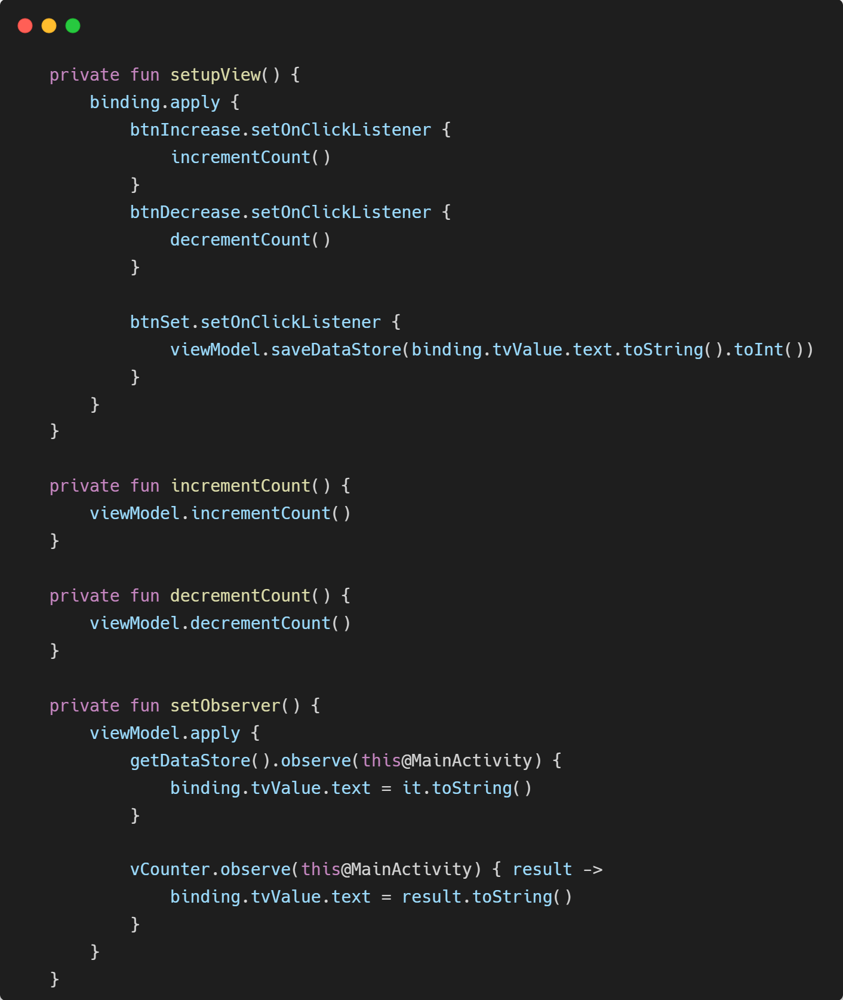 private fun setupView() {
    binding.apply {
        btnIncrease.setOnClickListener {
            incrementCount()
        }
        btnDecrease.setOnClickListener {
            decrementCount()
        }

        btnSet.setOnClickListener {
            viewModel.saveDataStore(binding.tvValue.text.toString().toInt())
        }
    }
}

private fun incrementCount() {
    viewModel.incrementCount()
}

private fun decrementCount() {
    viewModel.decrementCount()
}

private fun setObserver() {
    viewModel.apply {
        getDataStore().observe(this@MainActivity) {
            binding.tvValue.text = it.toString()
        }

        vCounter.observe(this@MainActivity) { result ->
            binding.tvValue.text = result.toString()
        }
    }
}